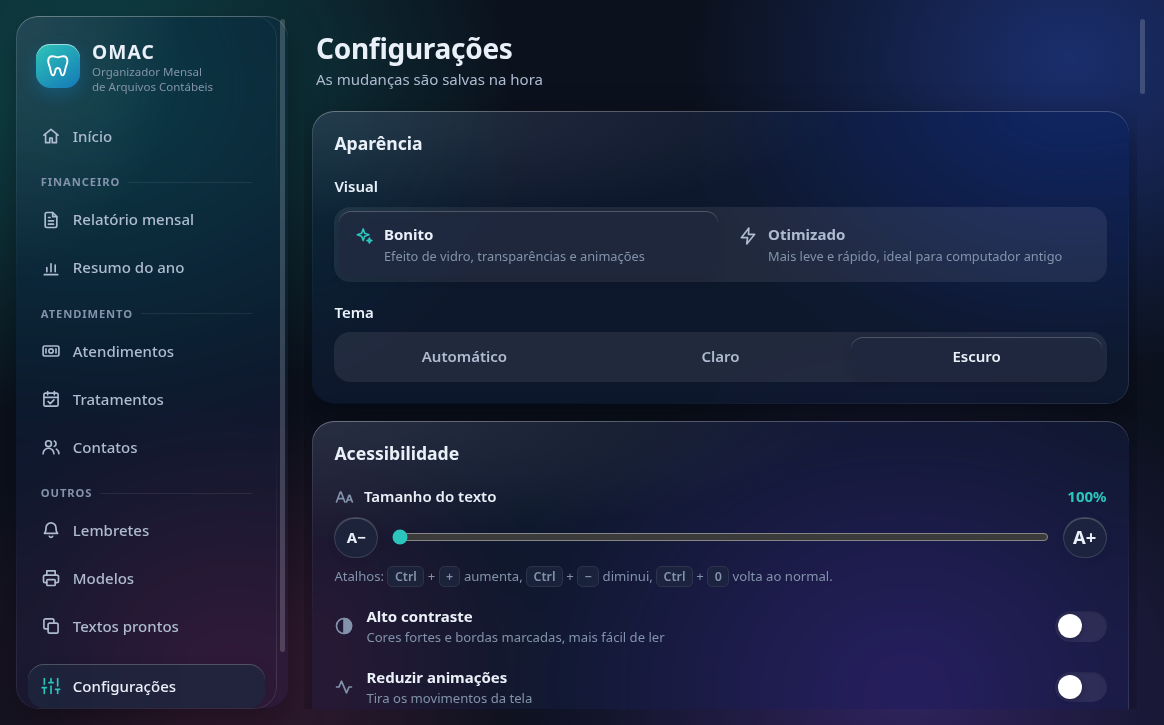 OMAC
Organizador Mensal
de Arquivos Contábeis
Início
FINANCEIRO
Relatório mensal
Resumo do ano
ATENDIMENTO
Atendimentos
Tratamentos
Contatos
OUTROS
Lembretes
Modelos
Textos prontos
Configurações
Configurações
As mudanças são salvas na hora
Aparência
Visual
Bonito
Efeito de vidro, transparências e animações
Otimizado
Mais leve e rápido, ideal para computador antigo
Tema
Automático
Claro
Escuro
Acessibilidade
AA Tamanho do texto
100%
A−
A+
Atalhos: Ctrl + + aumenta, Ctrl + − diminui, Ctrl + 0 volta ao normal.
Alto contraste
Cores fortes e bordas marcadas, mais fácil de ler
Reduzir animações
Tira os movimentos da tela